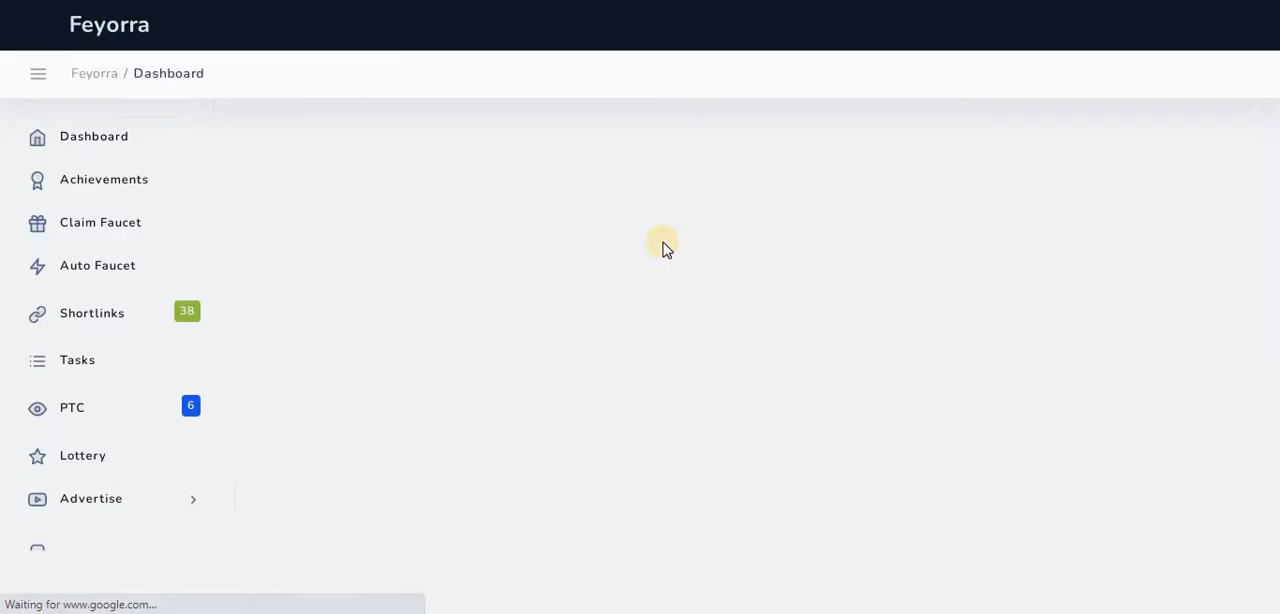 Feyorra
Feyorra / Dashboard
Dashboard
Achievements
Claim Faucet
Auto Faucet
Shortlinks 38
Tasks
PTC 6
Lottery
Advertise
Waiting for www.google.com...